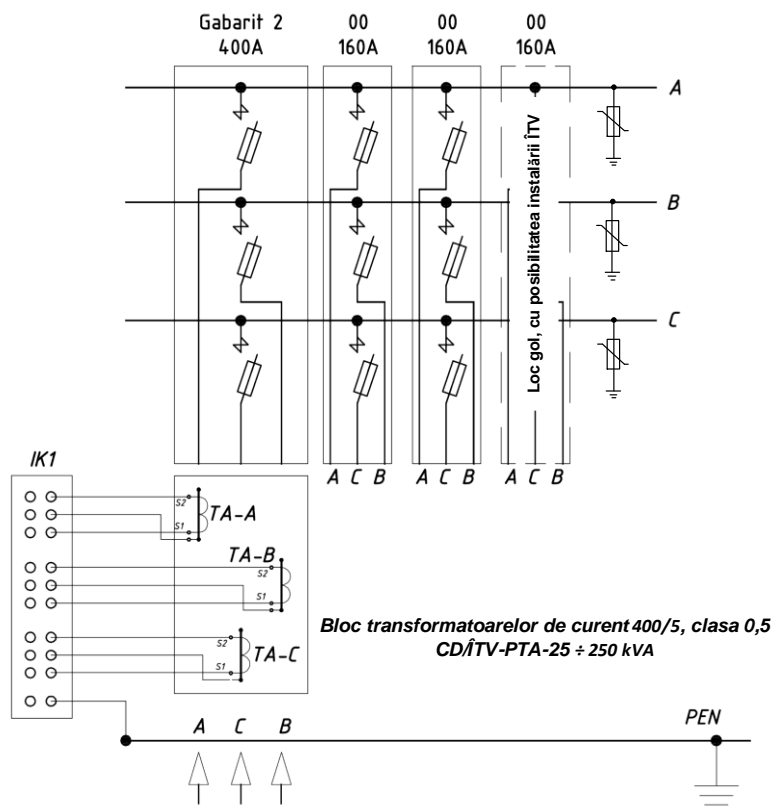 Gabarit 2 00 00 00
400A 160A 160A 160A
A
Loc gol, cu posibilitatea instalării ÎTV
B
C
IK1
A C B A C B A C B
S2
TA-A
S1
TA-B
S2
S1
Bloc transformatoarelor de curent 400/5, clasa 0,5
S2
CD/ÎTV-PTA-25 ÷ 250 kVA
TA-C
S1
A C B PEN